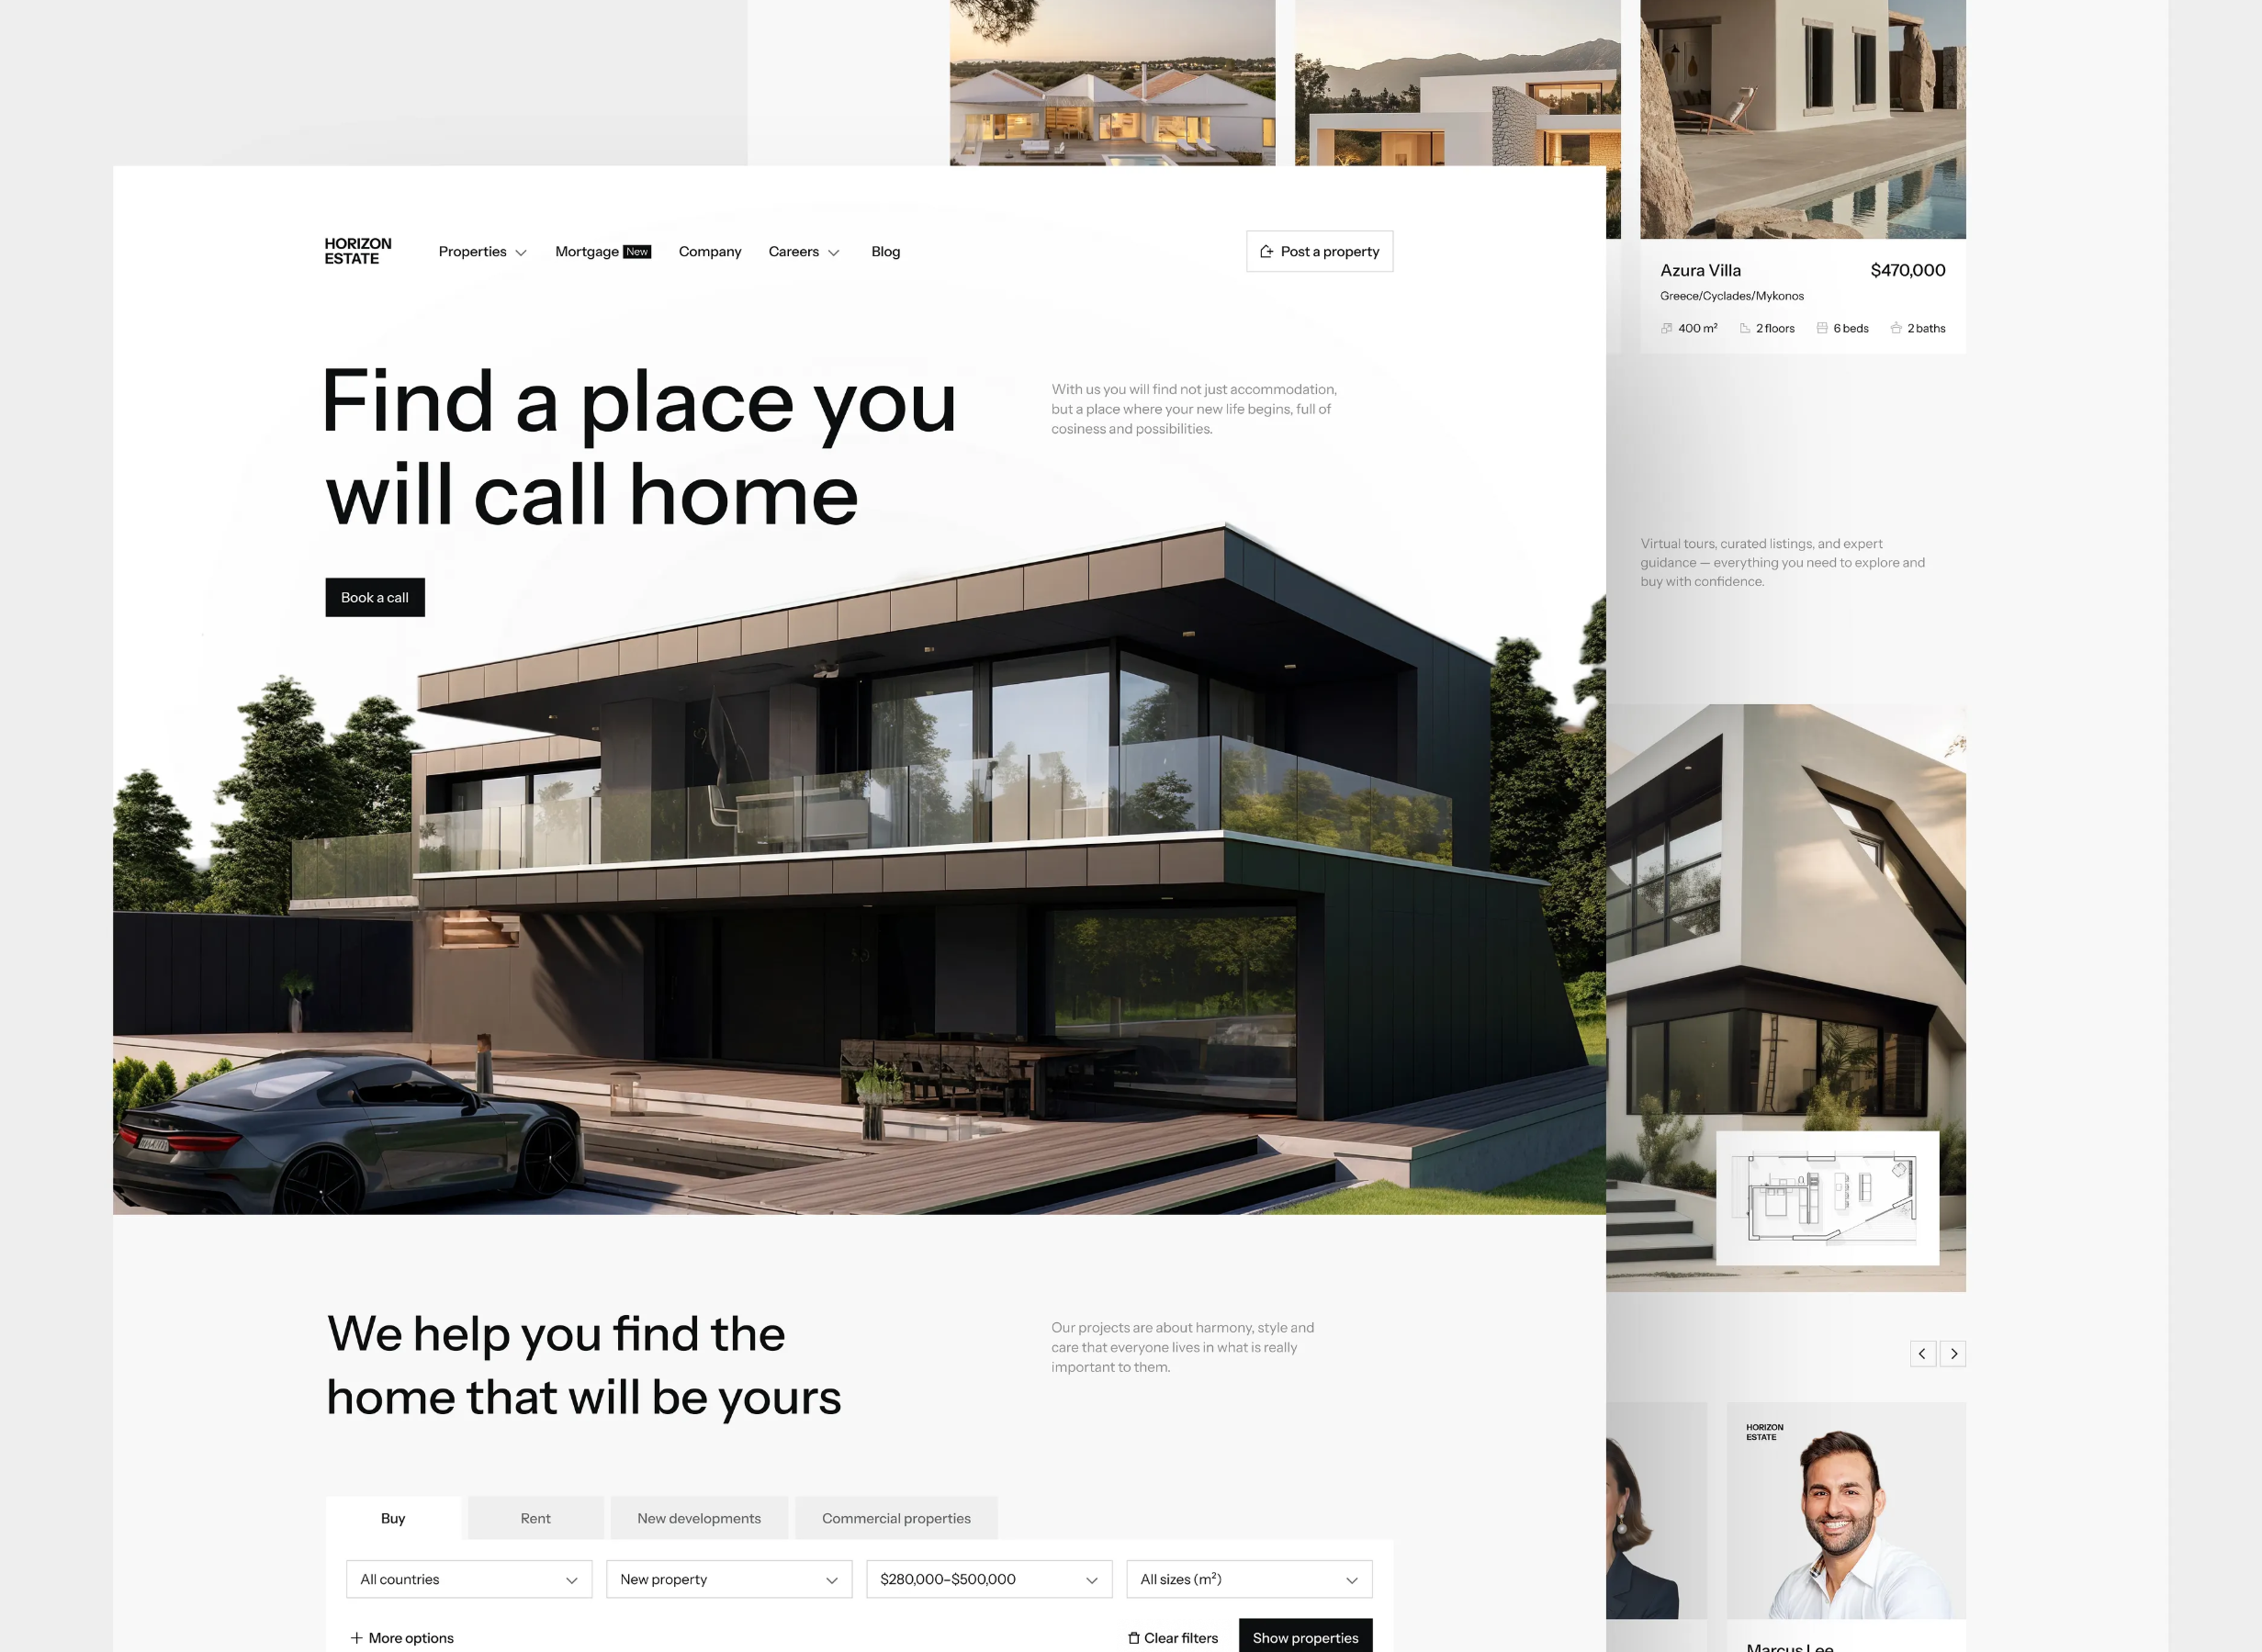 HORIZON
ESTATE
Properties
Mortgage New
Company
Careers
Blog
Post a property
Find a place you
will call home
With us you will find not just accommodation,
but a place where your new life begins, full of
cosiness and possibilities.
Book a call
We help you find the
home that will be yours
Our projects are about harmony, style and
care that everyone lives in what is really
important to them.
Buy
Rent
New developments
Commercial properties
All countries
New property
$280,000–$500,000
All sizes (m²)
More options
Clear filters
Show properties
Azura Villa
$470,000
Greece/Cyclades/Mykonos
400 m²
2 floors
6 beds
2 baths
Virtual tours, curated listings, and expert
guidance — everything you need to explore and
buy with confidence.
HORIZON
ESTATE
Marcus Lee